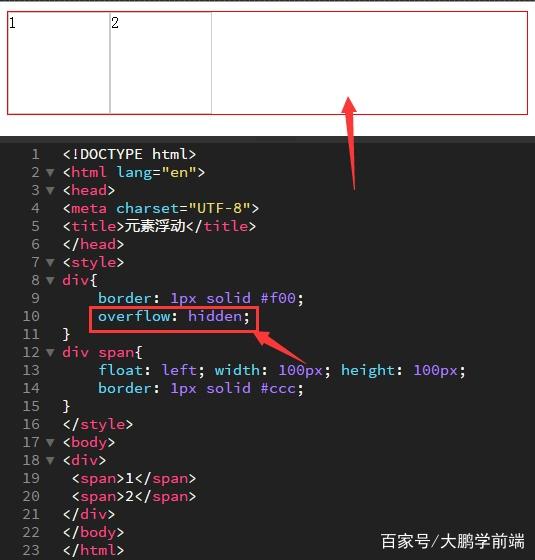 1 2
1 <!DOCTYPE html>
2 <html lang="en">
3 <head>
4 <meta charset="UTF-8">
5 <title>元素浮动</title>
6 </head>
7 <style>
8 div{
9 border: 1px solid #f00;
10 overflow: hidden;
11 }
12 div span{
13 float: left; width: 100px; height: 100px;
14 border: 1px solid #ccc;
15 }
16 </style>
17 <body>
18 <div>
19 <span>1</span>
20 <span>2</span>
21 </div>
22 </body>
23 </html>
百家号/大鹏学前端